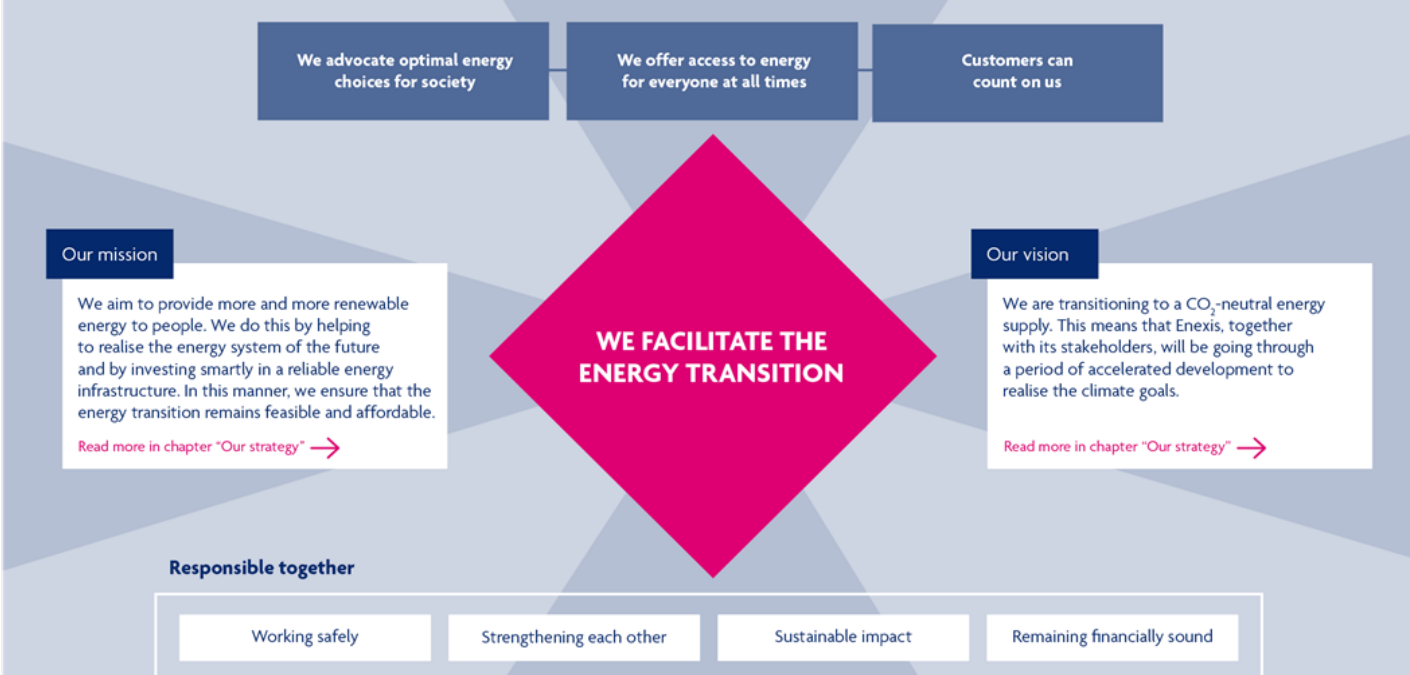 We advocate optimal energy
choices for society
We offer access to energy
for everyone at all times
Customers can
count on us
WE FACILITATE THE
ENERGY TRANSITION
Our mission
We aim to provide more and more renewable
energy to people. We do this by helping
to realise the energy system of the future
and by investing smartly in a reliable energy
infrastructure. In this manner, we ensure that the
energy transition remains feasible and affordable.
Read more in chapter “Our strategy” →
Our vision
We are transitioning to a CO₂-neutral energy
supply. This means that Enexis, together
with its stakeholders, will be going through
a period of accelerated development to
realise the climate goals.
Read more in chapter “Our strategy” →
Responsible together
Working safely
Strengthening each other
Sustainable impact
Remaining financially sound